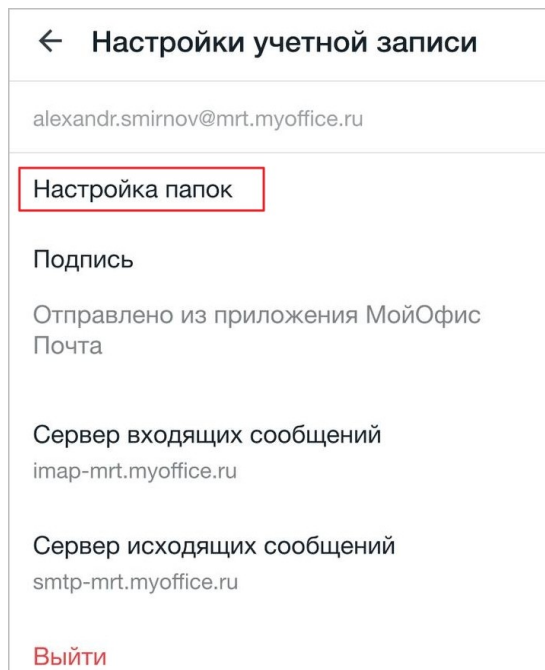 ← Настройки учетной записи
alexandr.smirnov@mrt.myoffice.ru
Настройка папок
Подпись
Отправлено из приложения МойОфис
Почта
Сервер входящих сообщений
imap-mrt.myoffice.ru
Сервер исходящих сообщений
smtp-mrt.myoffice.ru
Выйти